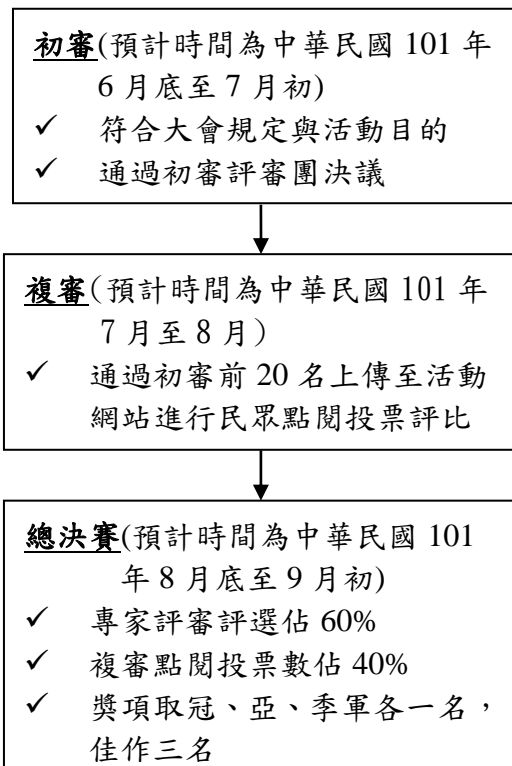 初審(預計時間為中華民國 101 年
6 月底至 7 月初)
✓ 符合大會規定與活動目的
✓ 通過初審評審團決議
複審(預計時間為中華民國 101 年
7 月至 8 月)
✓ 通過初審前 20 名上傳至活動
網站進行民眾點閱投票評比
總決賽(預計時間為中華民國 101
年 8 月底至 9 月初)
✓ 專家評審評選佔 60%
✓ 複審點閱投票數佔 40%
✓ 獎項取冠、亞、季軍各一名，
佳作三名